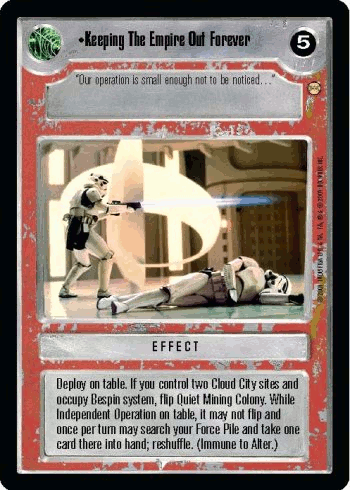 •Keeping The Empire Out Forever
5
"Our operation is small enough not to be noticed..."
EFFECT
Deploy on table. If you control two Cloud City sites and
occupy Bespin system, flip Quiet Mining Colony. While
Independent Operation on table, it may not flip and
once per turn may search your Force Pile and take one
card there into hand; reshuffle. (Immune to Alter.)